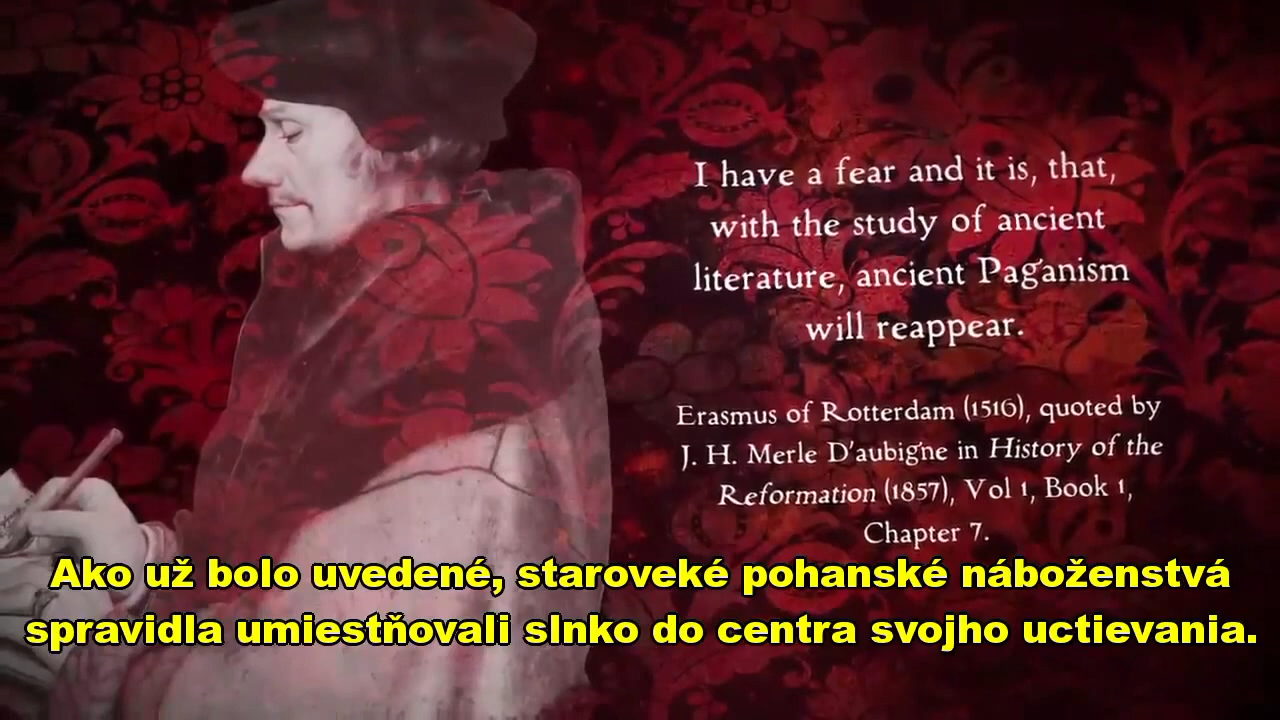 I have a fear and it is, that,
with the study of ancient
literature, ancient Paganism
will reappear.
Erasmus of Rotterdam (1516), quoted by
J. H. Merle D'aubigne in History of the
Reformation (1857), Vol 1, Book 1,
Chapter 7.
Ako už bolo uvedené, staroveké pohanské náboženstvá
spravidla umiestňovali slnko do centra svojho uctievania.